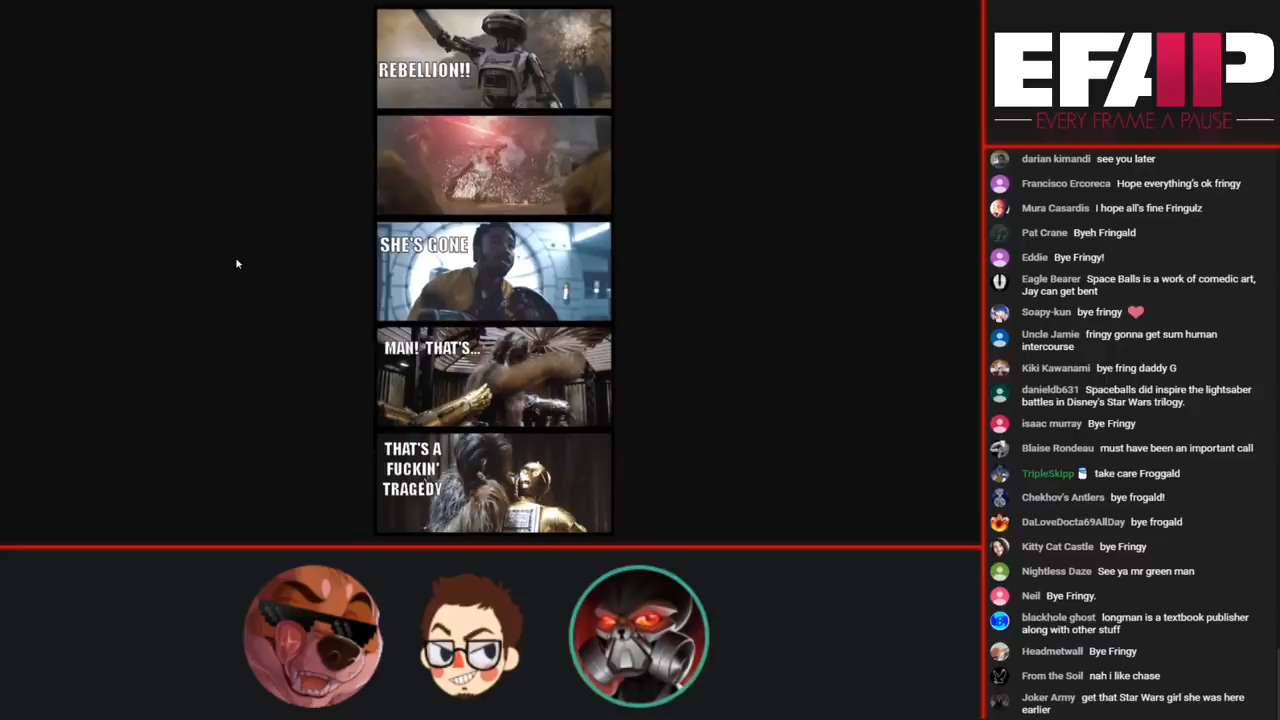 REBELLION!!
SHE'S GONE
MAN! THAT'S...
THAT'S A
FUCKIN'
TRAGEDY
EFAP
EVERY FRAME A PAUSE
darian kimandi see you later
Francisco Ercoreca Hope everything's ok fringy
Mura Casardis I hope all's fine Fringulz
Pat Crane Byeh Fringald
Eddie Bye Fringy!
Eagle Bearer Space Balls is a work of comedic art,
Jay can get bent
Soapy-kun bye fringy
Uncle Jamie fringy gonna get sum human
intercourse
Kiki Kawanami bye fring daddy G
danieldb631 Spaceballs did inspire the lightsaber
battles in Disney's Star Wars trilogy.
isaac murray Bye Fringy
Blaise Rondeau must have been an important call
TripleSkipp take care Froggald
Chekhov's Antlers bye frogald!
DaLoveDocta69AllDay bye frogald
Kitty Cat Castle bye Fringy
Nightless Daze See ya mr green man
Neil Bye Fringy.
blackhole ghost longman is a textbook publisher
along with other stuff
Headmetwall Bye Fringy
From the Soil nah i like chase
Joker Army get that Star Wars girl she was here
earlier